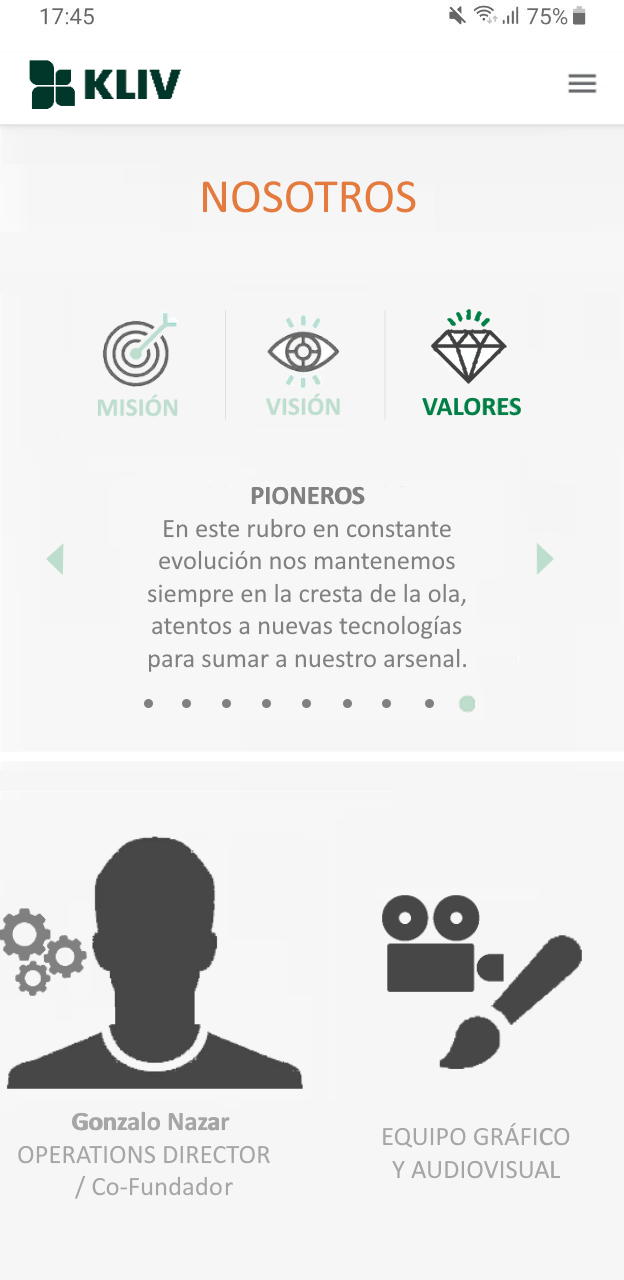 17:45
75%
KLIV
NOSOTROS
MISIÓN
VISIÓN
VALORES
PIONEROS
En este rubro en constante
evolución nos mantenemos
siempre en la cresta de la ola,
atentos a nuevas tecnologías
para sumar a nuestro arsenal.
Gonzalo Nazar
OPERATIONS DIRECTOR
/ Co-Fundador
EQUIPO GRÁFICO
Y AUDIOVISUAL